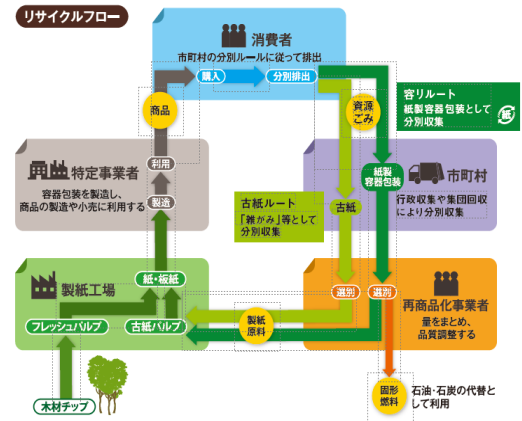 リサイクルフロー
消費者
市町村の分別ルールに従って排出
購入
分別排出
商品
資源
ごみ
容リルート
紙製容器包装として
分別収集
紙
特定事業者
容器包装を製造し、
商品の製造や小売に利用する
利用
製造
古紙ルート
「雑がみ」等として
分別収集
古紙
紙製
容器包装
市町村
行政収集や集団回収
により分別収集
製紙工場
紙・板紙
フレッシュパルプ
古紙パルプ
木材チップ
製紙
原料
選別
選別
再商品化事業者
量をまとめ、
品質調整する
固形
燃料
石油・石炭の代替と
して利用